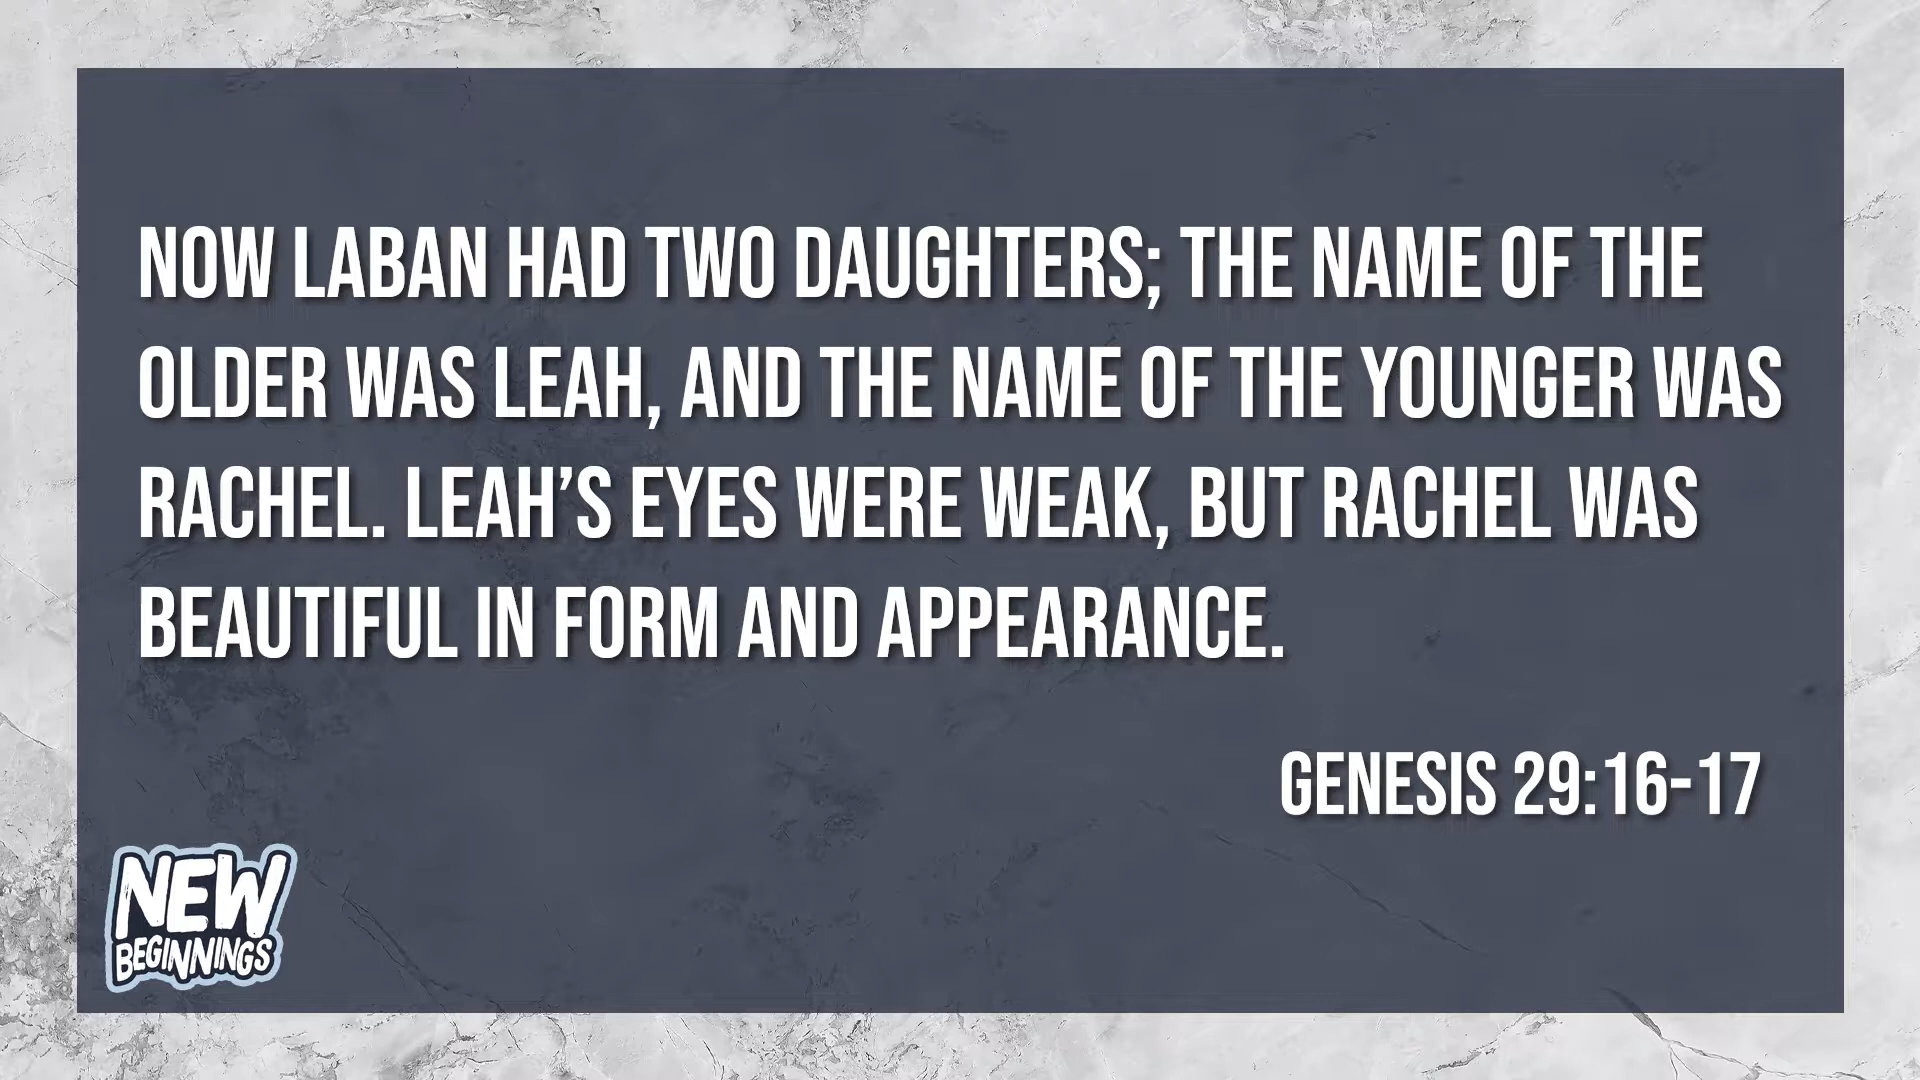 NOW LABAN HAD TWO DAUGHTERS; THE NAME OF THE
OLDER WAS LEAH, AND THE NAME OF THE YOUNGER WAS
RACHEL. LEAH’S EYES WERE WEAK, BUT RACHEL WAS
BEAUTIFUL IN FORM AND APPEARANCE.
GENESIS 29:16-17
NEW
BEGINNINGS